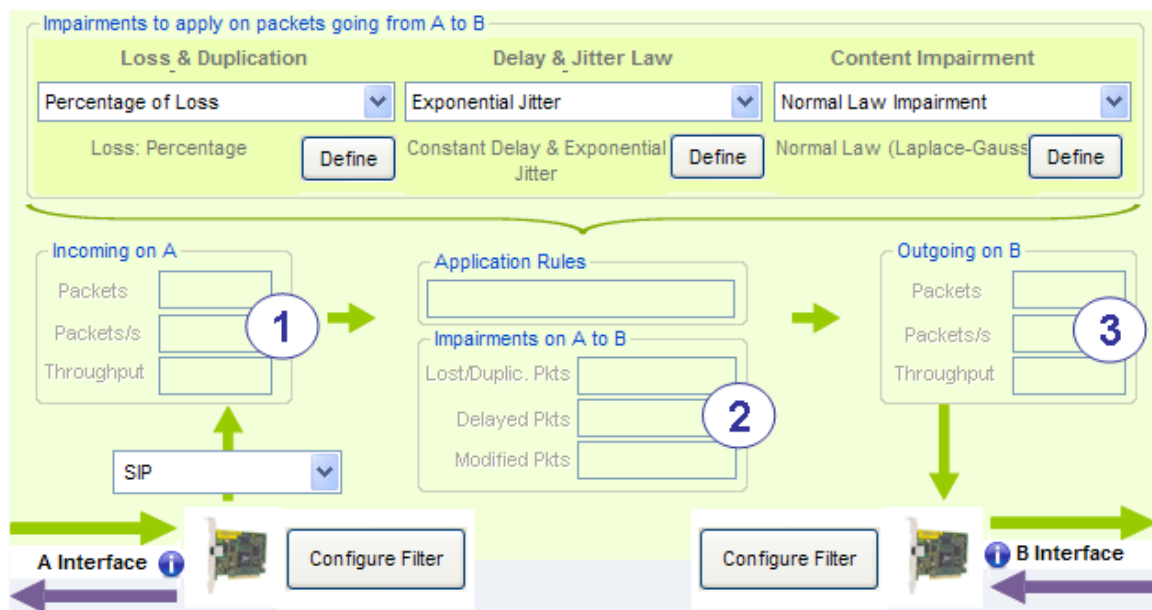 Impairments to apply on packets going from A to B
Loss & Duplication
Delay & Jitter Law
Content Impairment
Percentage of Loss
Exponential Jitter
Normal Law Impairment
Loss: Percentage
Define
Constant Delay & Exponential
Jitter
Define
Normal Law (Laplace-Gauss
Define
Incoming on A
Packets
Packets/s
Throughput
1
Application Rules
Impairments on A to B
Lost/Duplic. Pkts
Delayed Pkts
Modified Pkts
2
Outgoing on B
Packets
Packets/s
Throughput
3
SIP
A Interface
Configure Filter
Configure Filter
B Interface